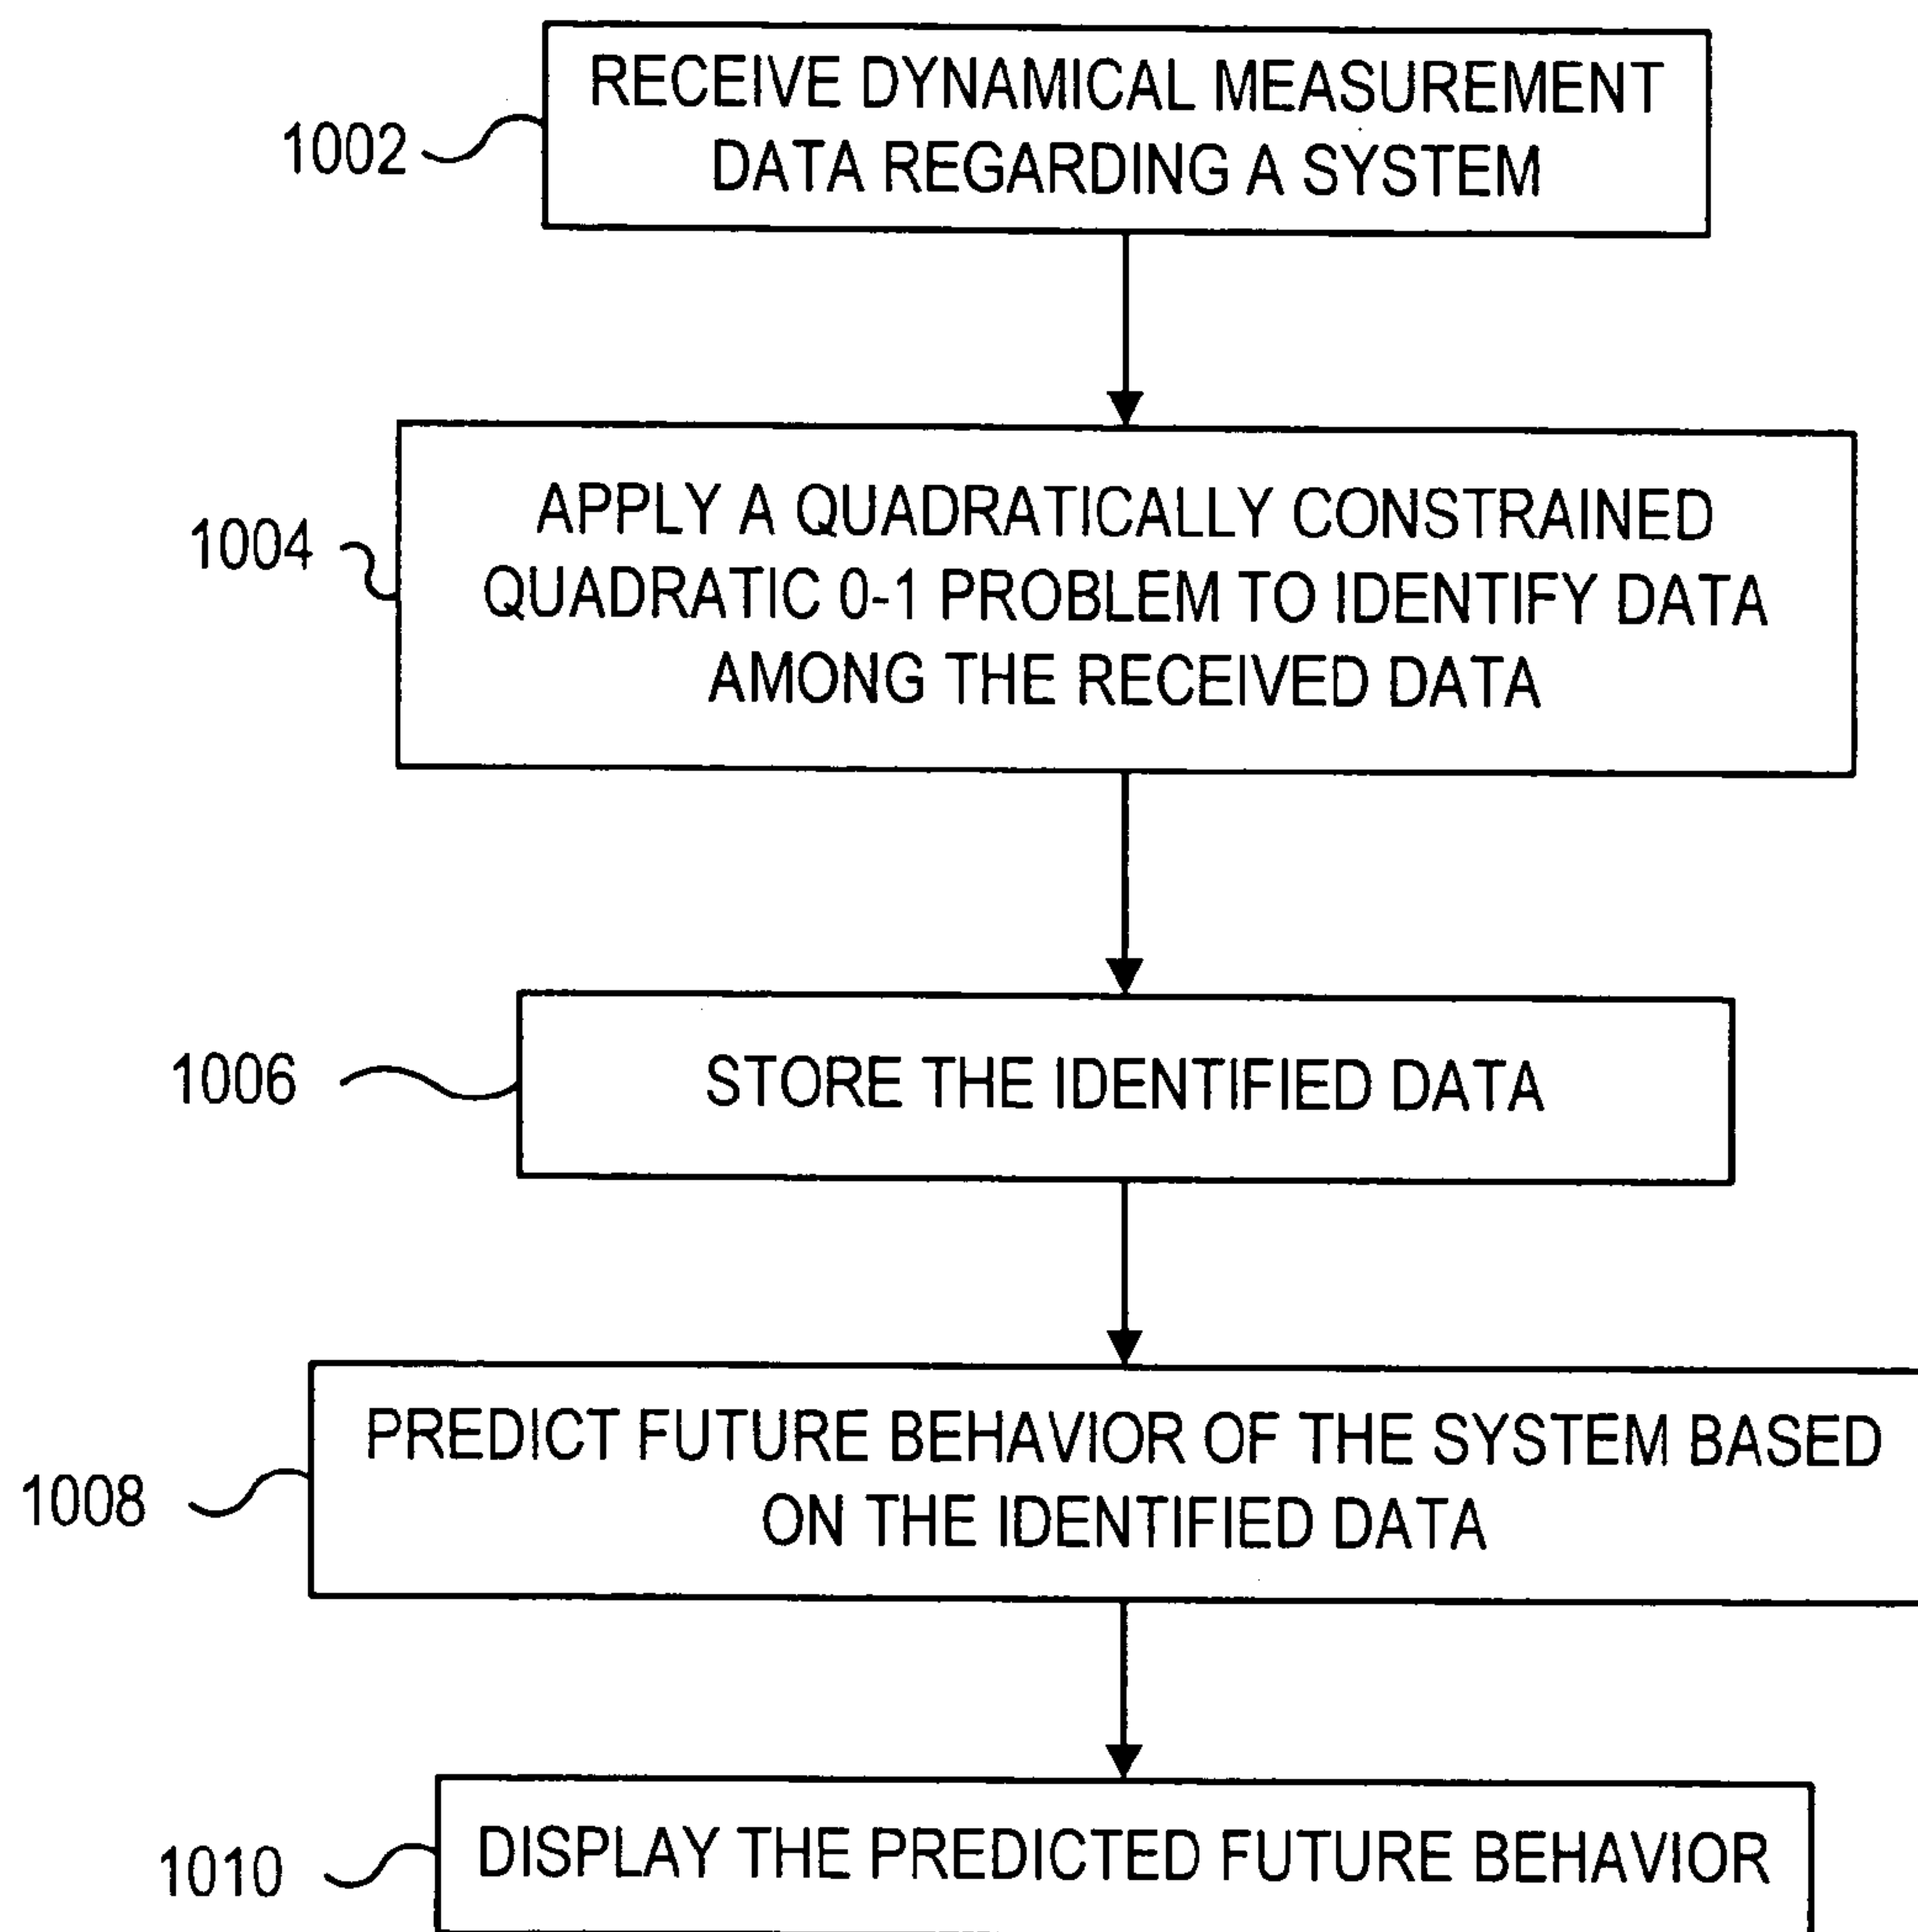 RECEIVE DYNAMICAL MEASUREMENT
DATA REGARDING A SYSTEM
1002
APPLY A QUADRATICALLY CONSTRAINED
QUADRATIC 0-1 PROBLEM TO IDENTIFY DATA
AMONG THE RECEIVED DATA
1004
STORE THE IDENTIFIED DATA
1006
PREDICT FUTURE BEHAVIOR OF THE SYSTEM BASED
ON THE IDENTIFIED DATA
1008
DISPLAY THE PREDICTED FUTURE BEHAVIOR
1010